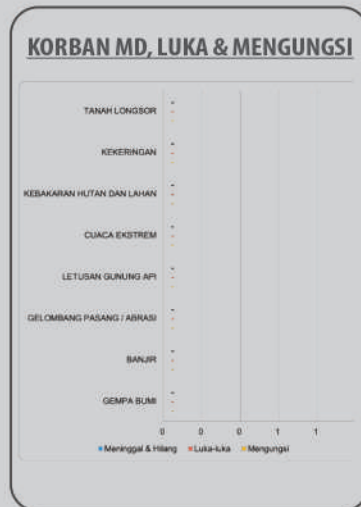 KORBAN MD, LUKA & MENGUNGSI
TANAH LONGSOR
-
-
-
KEKERINGAN
-
-
-
KEBAKARAN HUTAN DAN LAHAN
-
-
-
CUACA EKSTREM
-
-
-
LETUSAN GUNUNG API
-
-
-
GELOMBANG PASANG / ABRASI
-
-
-
BANJIR
-
-
-
GEMPA BUMI
-
-
-
0 0 0 1 1
Meninggal & Hilang Luka-luka Mengungsi